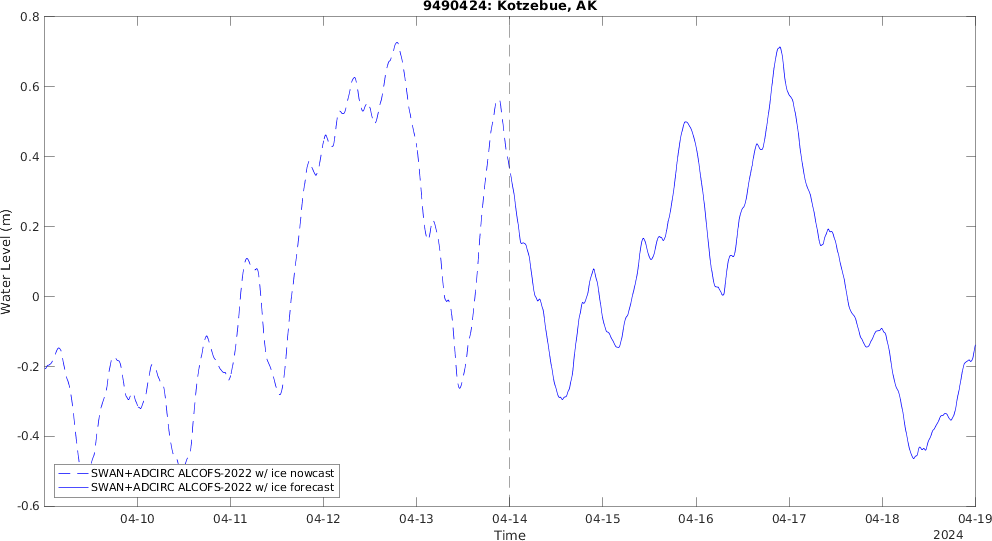 9490424: Kotzebue, AK
Water Level (m)
0.8
0.6
0.4
0.2
0
-0.2
-0.4
-0.6
SWAN+ADCIRC ALCOFS-2022 w/ ice nowcast
SWAN+ADCIRC ALCOFS-2022 w/ ice forecast
04-10 04-11 04-12 04-13 04-14 04-15 04-16 04-17 04-18 04-19
Time
2024